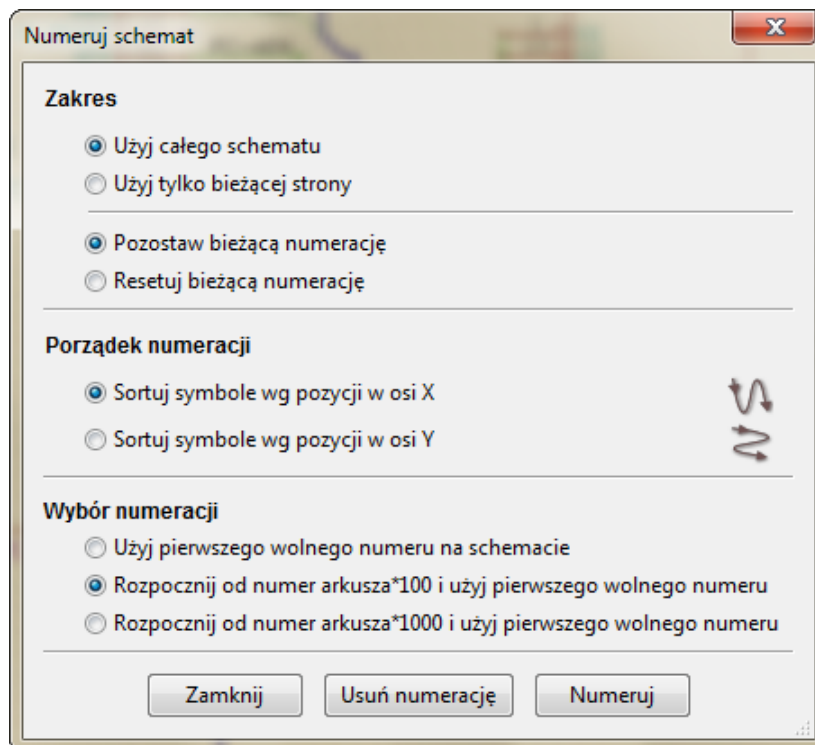 Numeruj schemat
Zakres
Użyj całego schematu
Użyj tylko bieżącej strony
Pozostaw bieżącą numerację
Resetuj bieżącą numerację
Porządek numeracji
Sortuj symbole wg pozycji w osi X
Sortuj symbole wg pozycji w osi Y
Wybór numeracji
Użyj pierwszego wolnego numeru na schemacie
Rozpocznij od numer arkusza*100 i użyj pierwszego wolnego numeru
Rozpocznij od numer arkusza*1000 i użyj pierwszego wolnego numeru
Zamknij Usuń numerację Numeruj